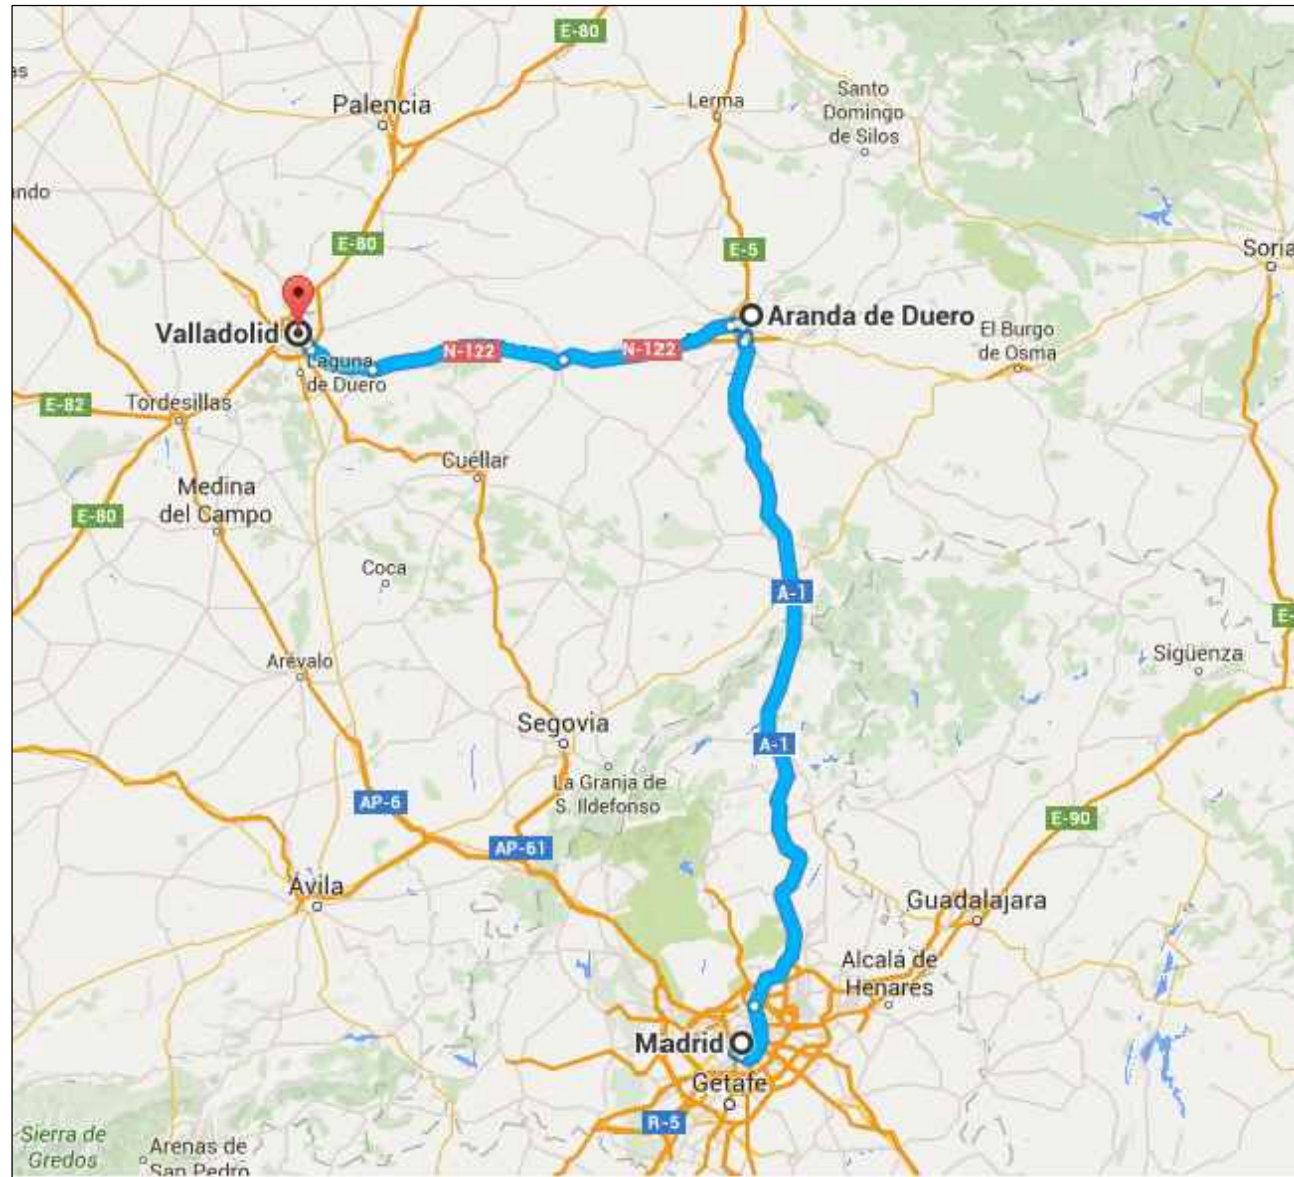 E-80
as
Palencia
Lerma
Santo
Domingo
de Silos
ando
E-80
E-5
Soria
Valladolid
Aranda de Duero
El Burgo
de Osma
N-122
N-122
Laguna
de Duero
E-82
Tordesillas
Cuéllar
Medina
del Campo
E-80
Coca
A-1
E-
Arévalo
Sigüenza
Segovia
A-1
La Granja de
S. Ildefonso
AP-6
E-90
AP-61
Ávila
Guadalajara
Alcalá de
Henares
Madrid
Getafe
R-5
Sierra de
Gredos
Arenas de
San Pedro